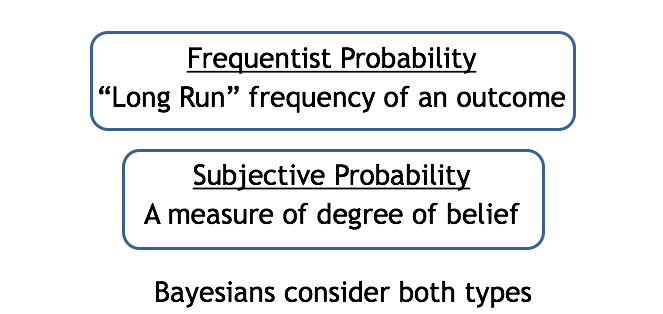 Frequentist Probability
“Long Run” frequency of an outcome
Subjective Probability
A measure of degree of belief
Bayesians consider both types